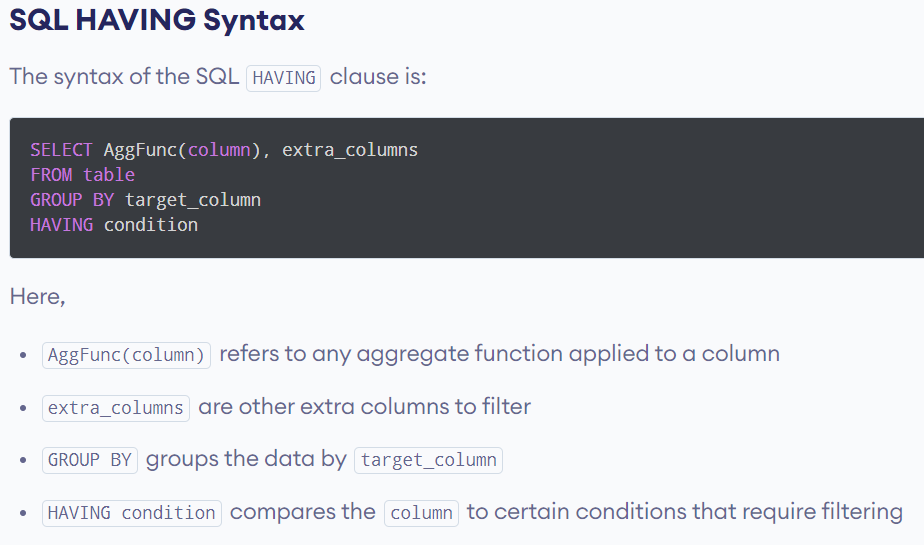 SQL HAVING Syntax
The syntax of the SQL HAVING clause is:
SELECT AggFunc(column), extra_columns
FROM table
GROUP BY target_column
HAVING condition
Here,
• AggFunc(column) refers to any aggregate function applied to a column
• extra_columns are other extra columns to filter
• GROUP BY groups the data by target_column
• HAVING condition compares the column to certain conditions that require filtering